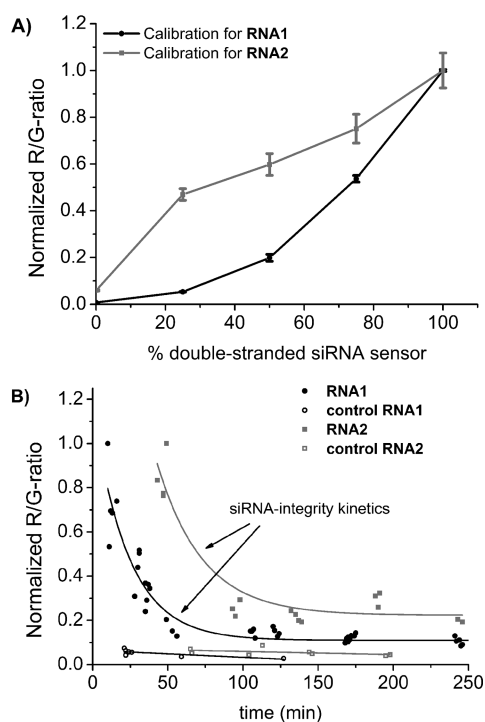 A)
Calibration for RNA1
Calibration for RNA2
Normalized R/G-ratio
1.2
1.0
0.8
0.6
0.4
0.2
0.0
0 20 40 60 80 100
% double-stranded siRNA sensor
B)
RNA1
control RNA1
RNA2
control RNA2
siRNA-integrity kinetics
Normalized R/G-ratio
1.2
1.0
0.8
0.6
0.4
0.2
0.0
0 50 100 150 200 250
time (min)